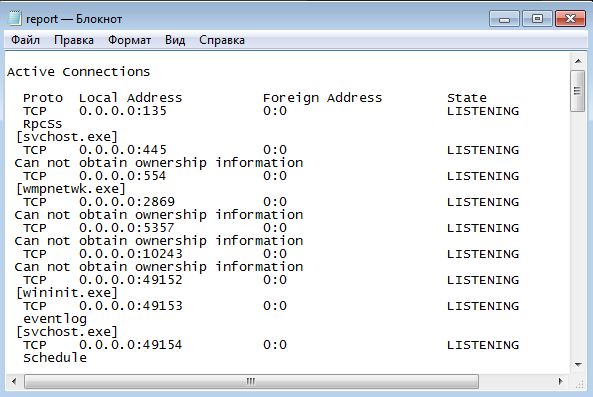 report — Блокнот
Файл Правка Формат Вид Справка
Active Connections
Proto Local Address Foreign Address State
TCP 0.0.0.0:135 0:0 LISTENING
RpcSs
[svchost.exe]
TCP 0.0.0.0:445 0:0 LISTENING
Can not obtain ownership information
TCP 0.0.0.0:554 0:0 LISTENING
[wmpnetwk.exe]
TCP 0.0.0.0:2869 0:0 LISTENING
Can not obtain ownership information
TCP 0.0.0.0:5357 0:0 LISTENING
Can not obtain ownership information
TCP 0.0.0.0:10243 0:0 LISTENING
Can not obtain ownership information
TCP 0.0.0.0:49152 0:0 LISTENING
[wininit.exe]
TCP 0.0.0.0:49153 0:0 LISTENING
eventlog
[svchost.exe]
TCP 0.0.0.0:49154 0:0 LISTENING
Schedule